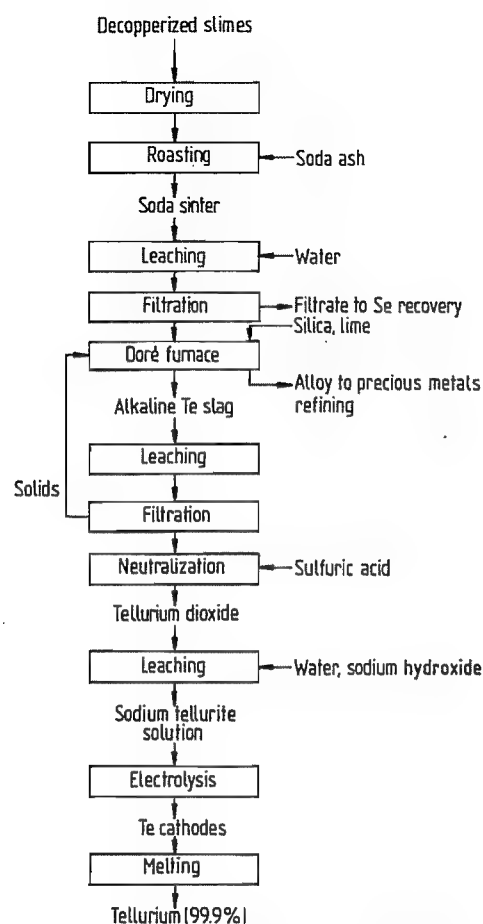 Decopperized slimes
Drying
Roasting
Soda ash
Soda sinter
Leaching
Water
Filtration
Filtrate to Se recovery
Silica, lime
Doré furnace
Alloy to precious metals
refining
Alkaline Te slag
Leaching
Solids
Filtration
Neutralization
Sulfuric acid
Tellurium dioxide
Leaching
Water, sodium hydroxide
Sodium tellurite
solution
Electrolysis
Te cathodes
Melting
Tellurium (99.9%)